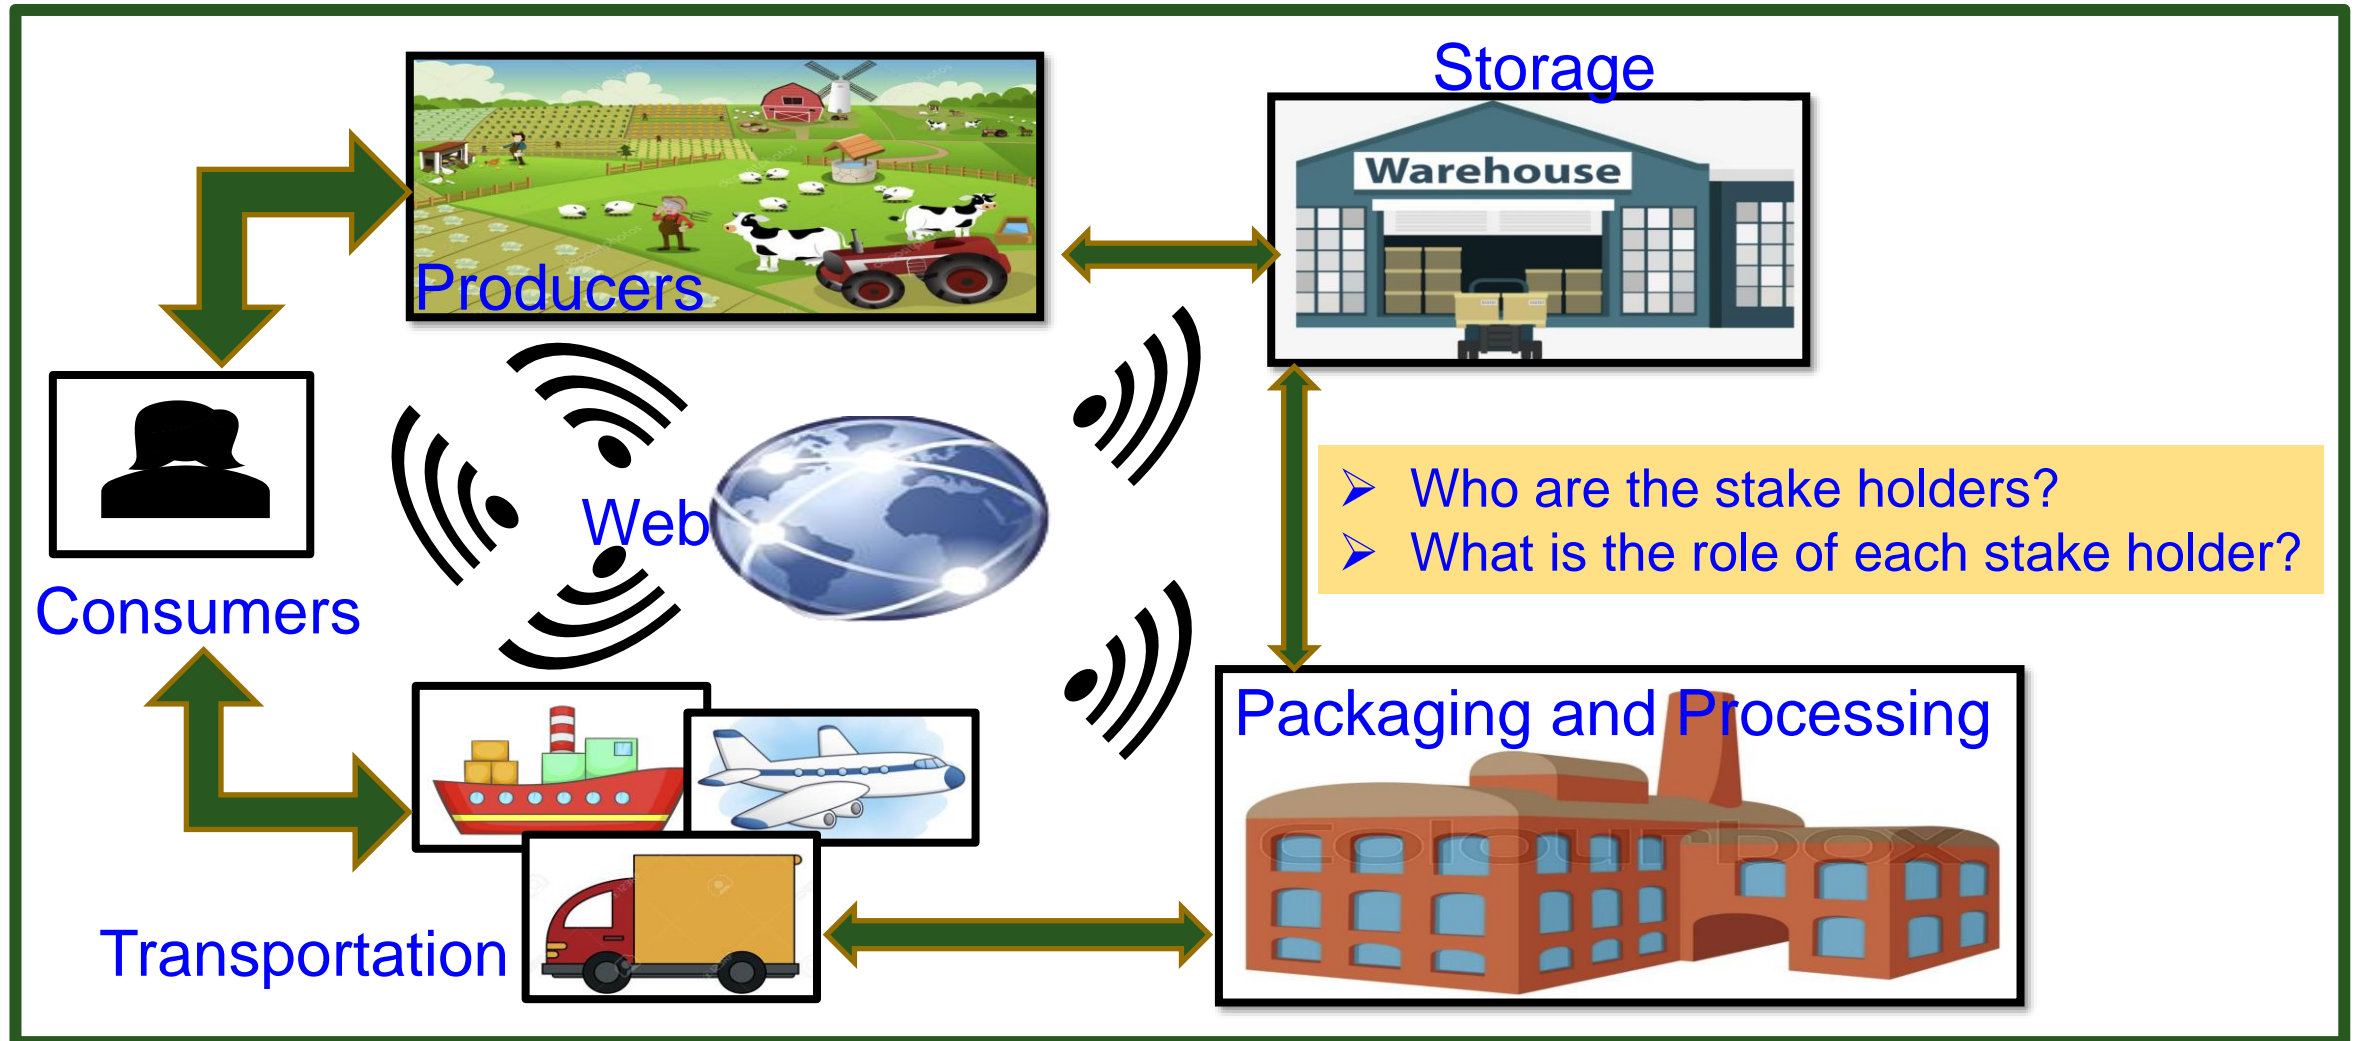 Storage
Warehouse
Producers
➢ Who are the stake holders?
➢ What is the role of each stake holder?
Web
Consumers
Packaging and Processing
colourbox
Transportation